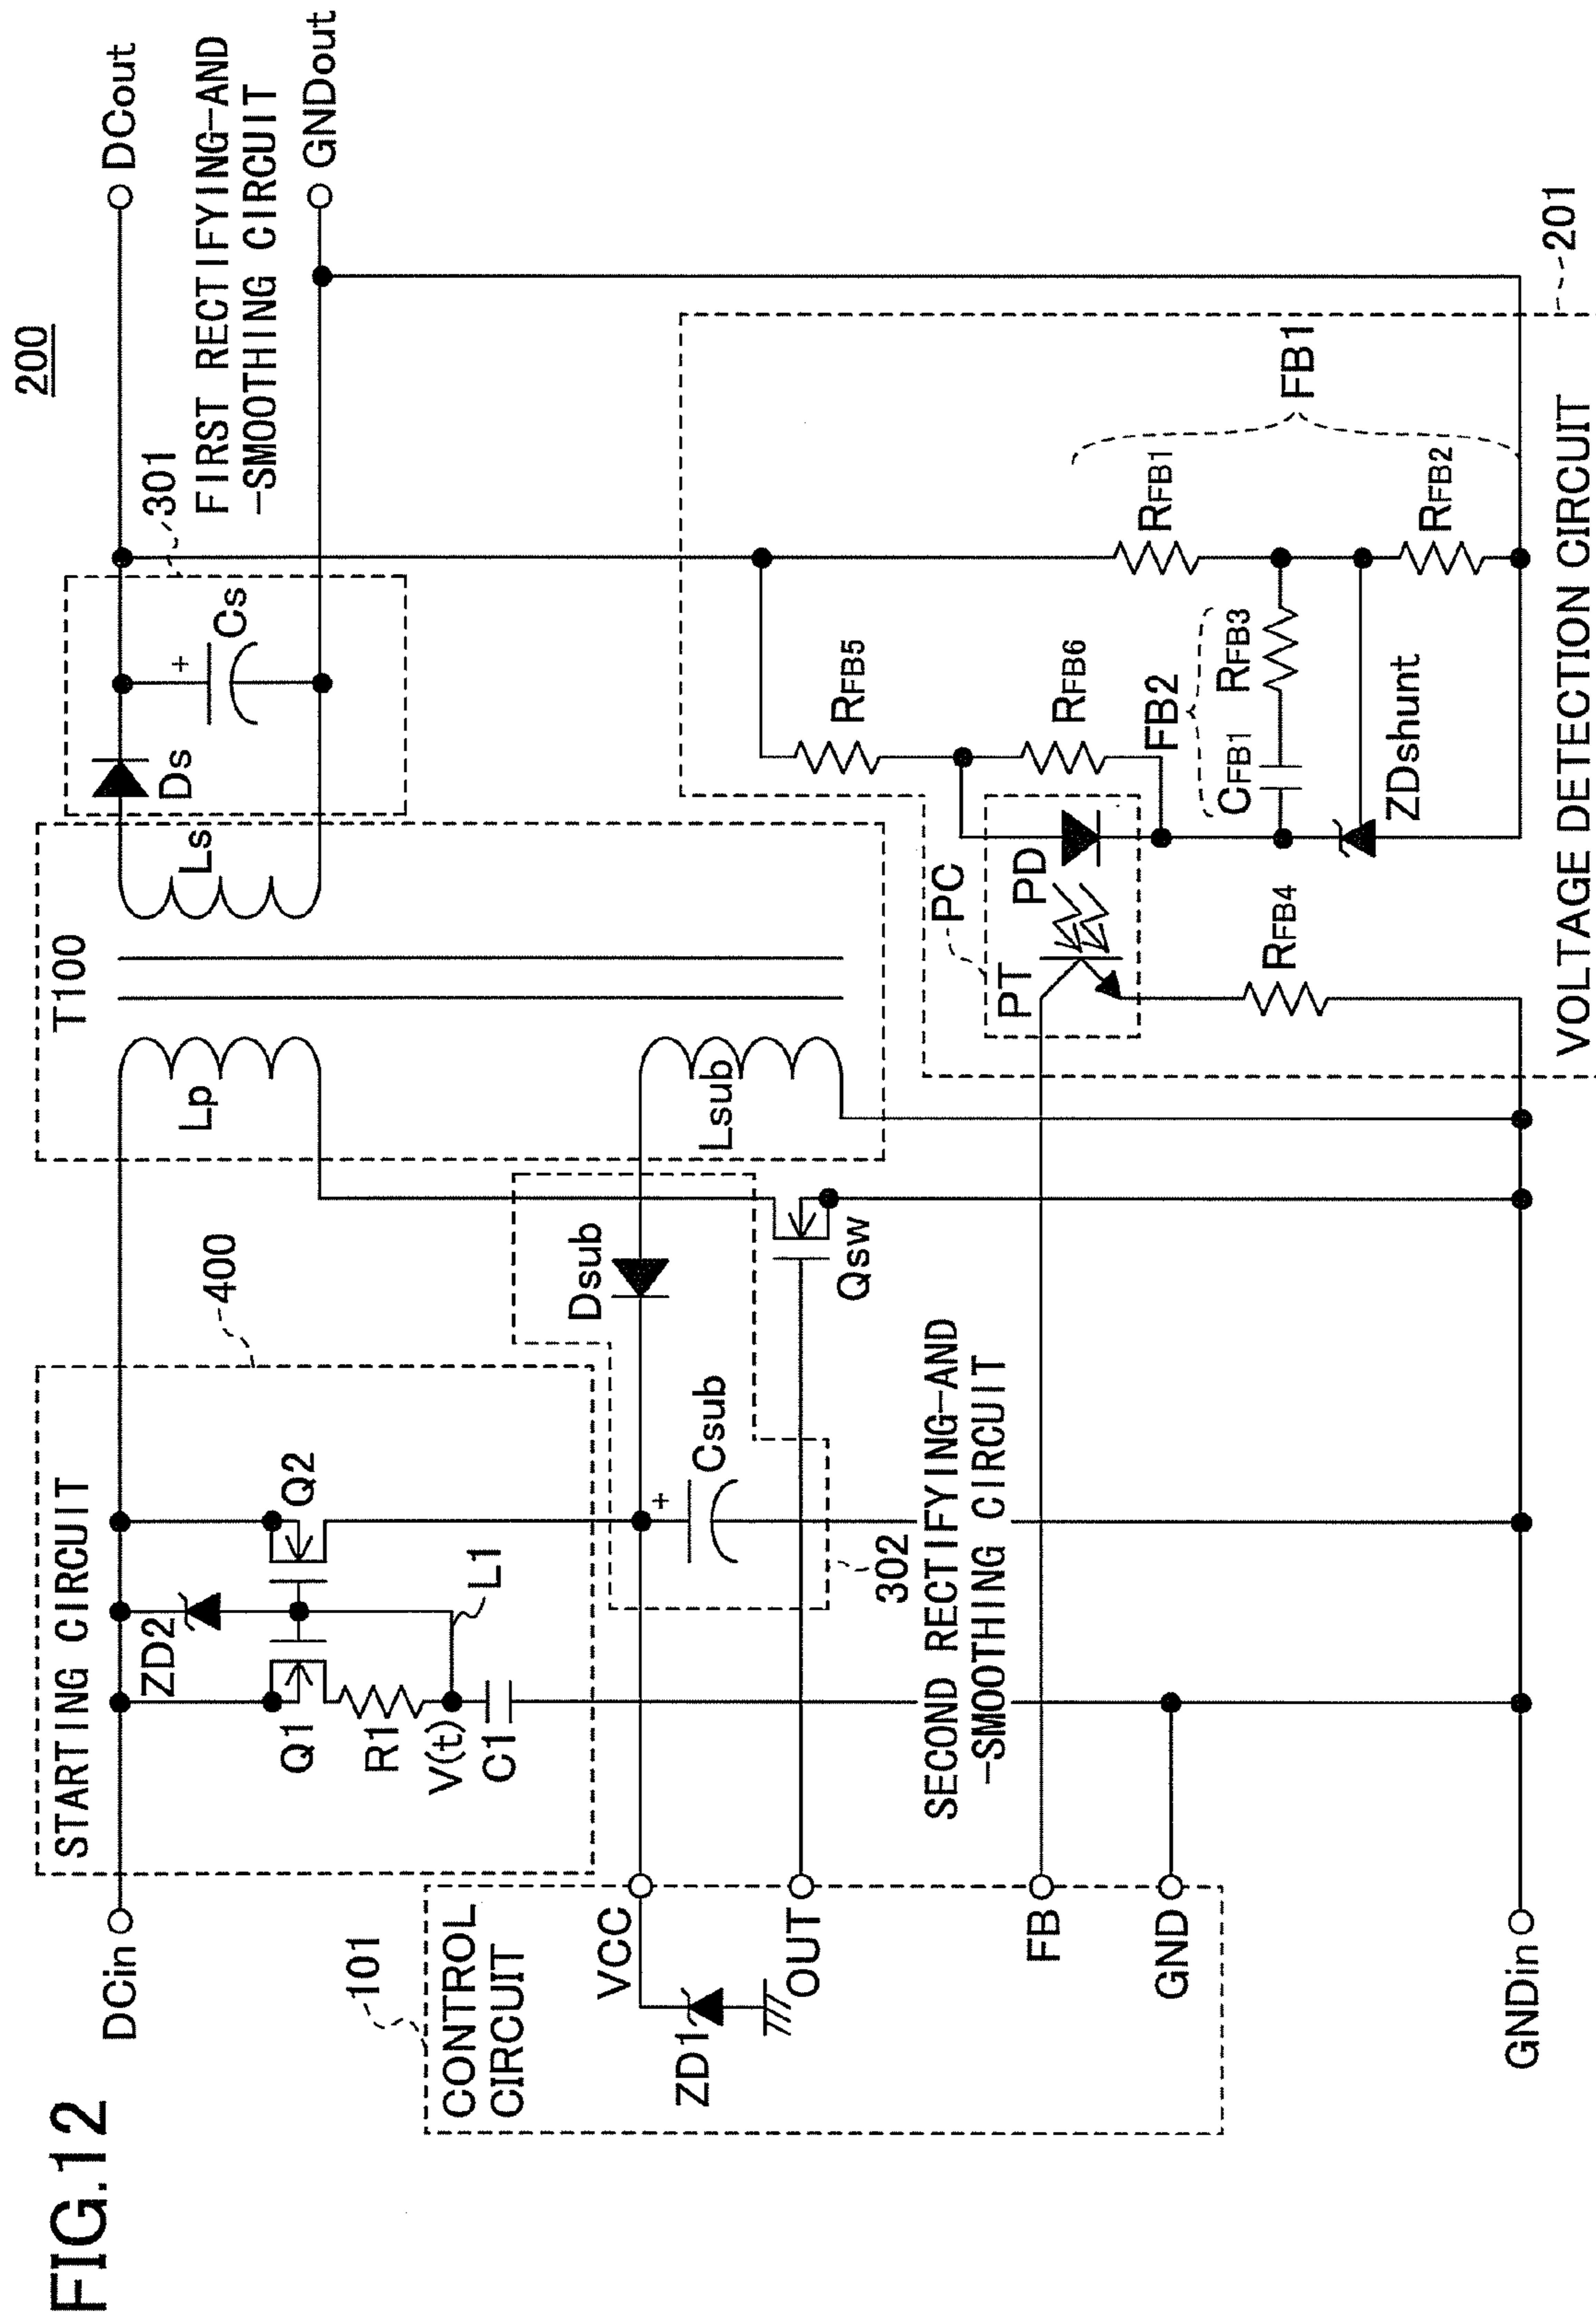 FIG.12
200
DCin
STARTING CIRCUIT
400
ZD2
Q1
Q2
R1
V(t)
L1
C1
T100
Lp
Ls
Lsub
301
Ds
+
Cs
DCout
FIRST RECTIFYING-AND
-SMOOTHING CIRCUIT
GNDout
101
CONTROL
CIRCUIT
VCC
ZD1
OUT
FB
GND
Dsub
+
Csub
302
Qsw
SECOND RECTIFYING-AND
-SMOOTHING CIRCUIT
PC
PT
PD
RFB5
RFB6
RFB4
FB2
CFB1
RFB3
ZDshunt
RFB1
RFB2
FB1
201
VOLTAGE DETECTION CIRCUIT
GNDin